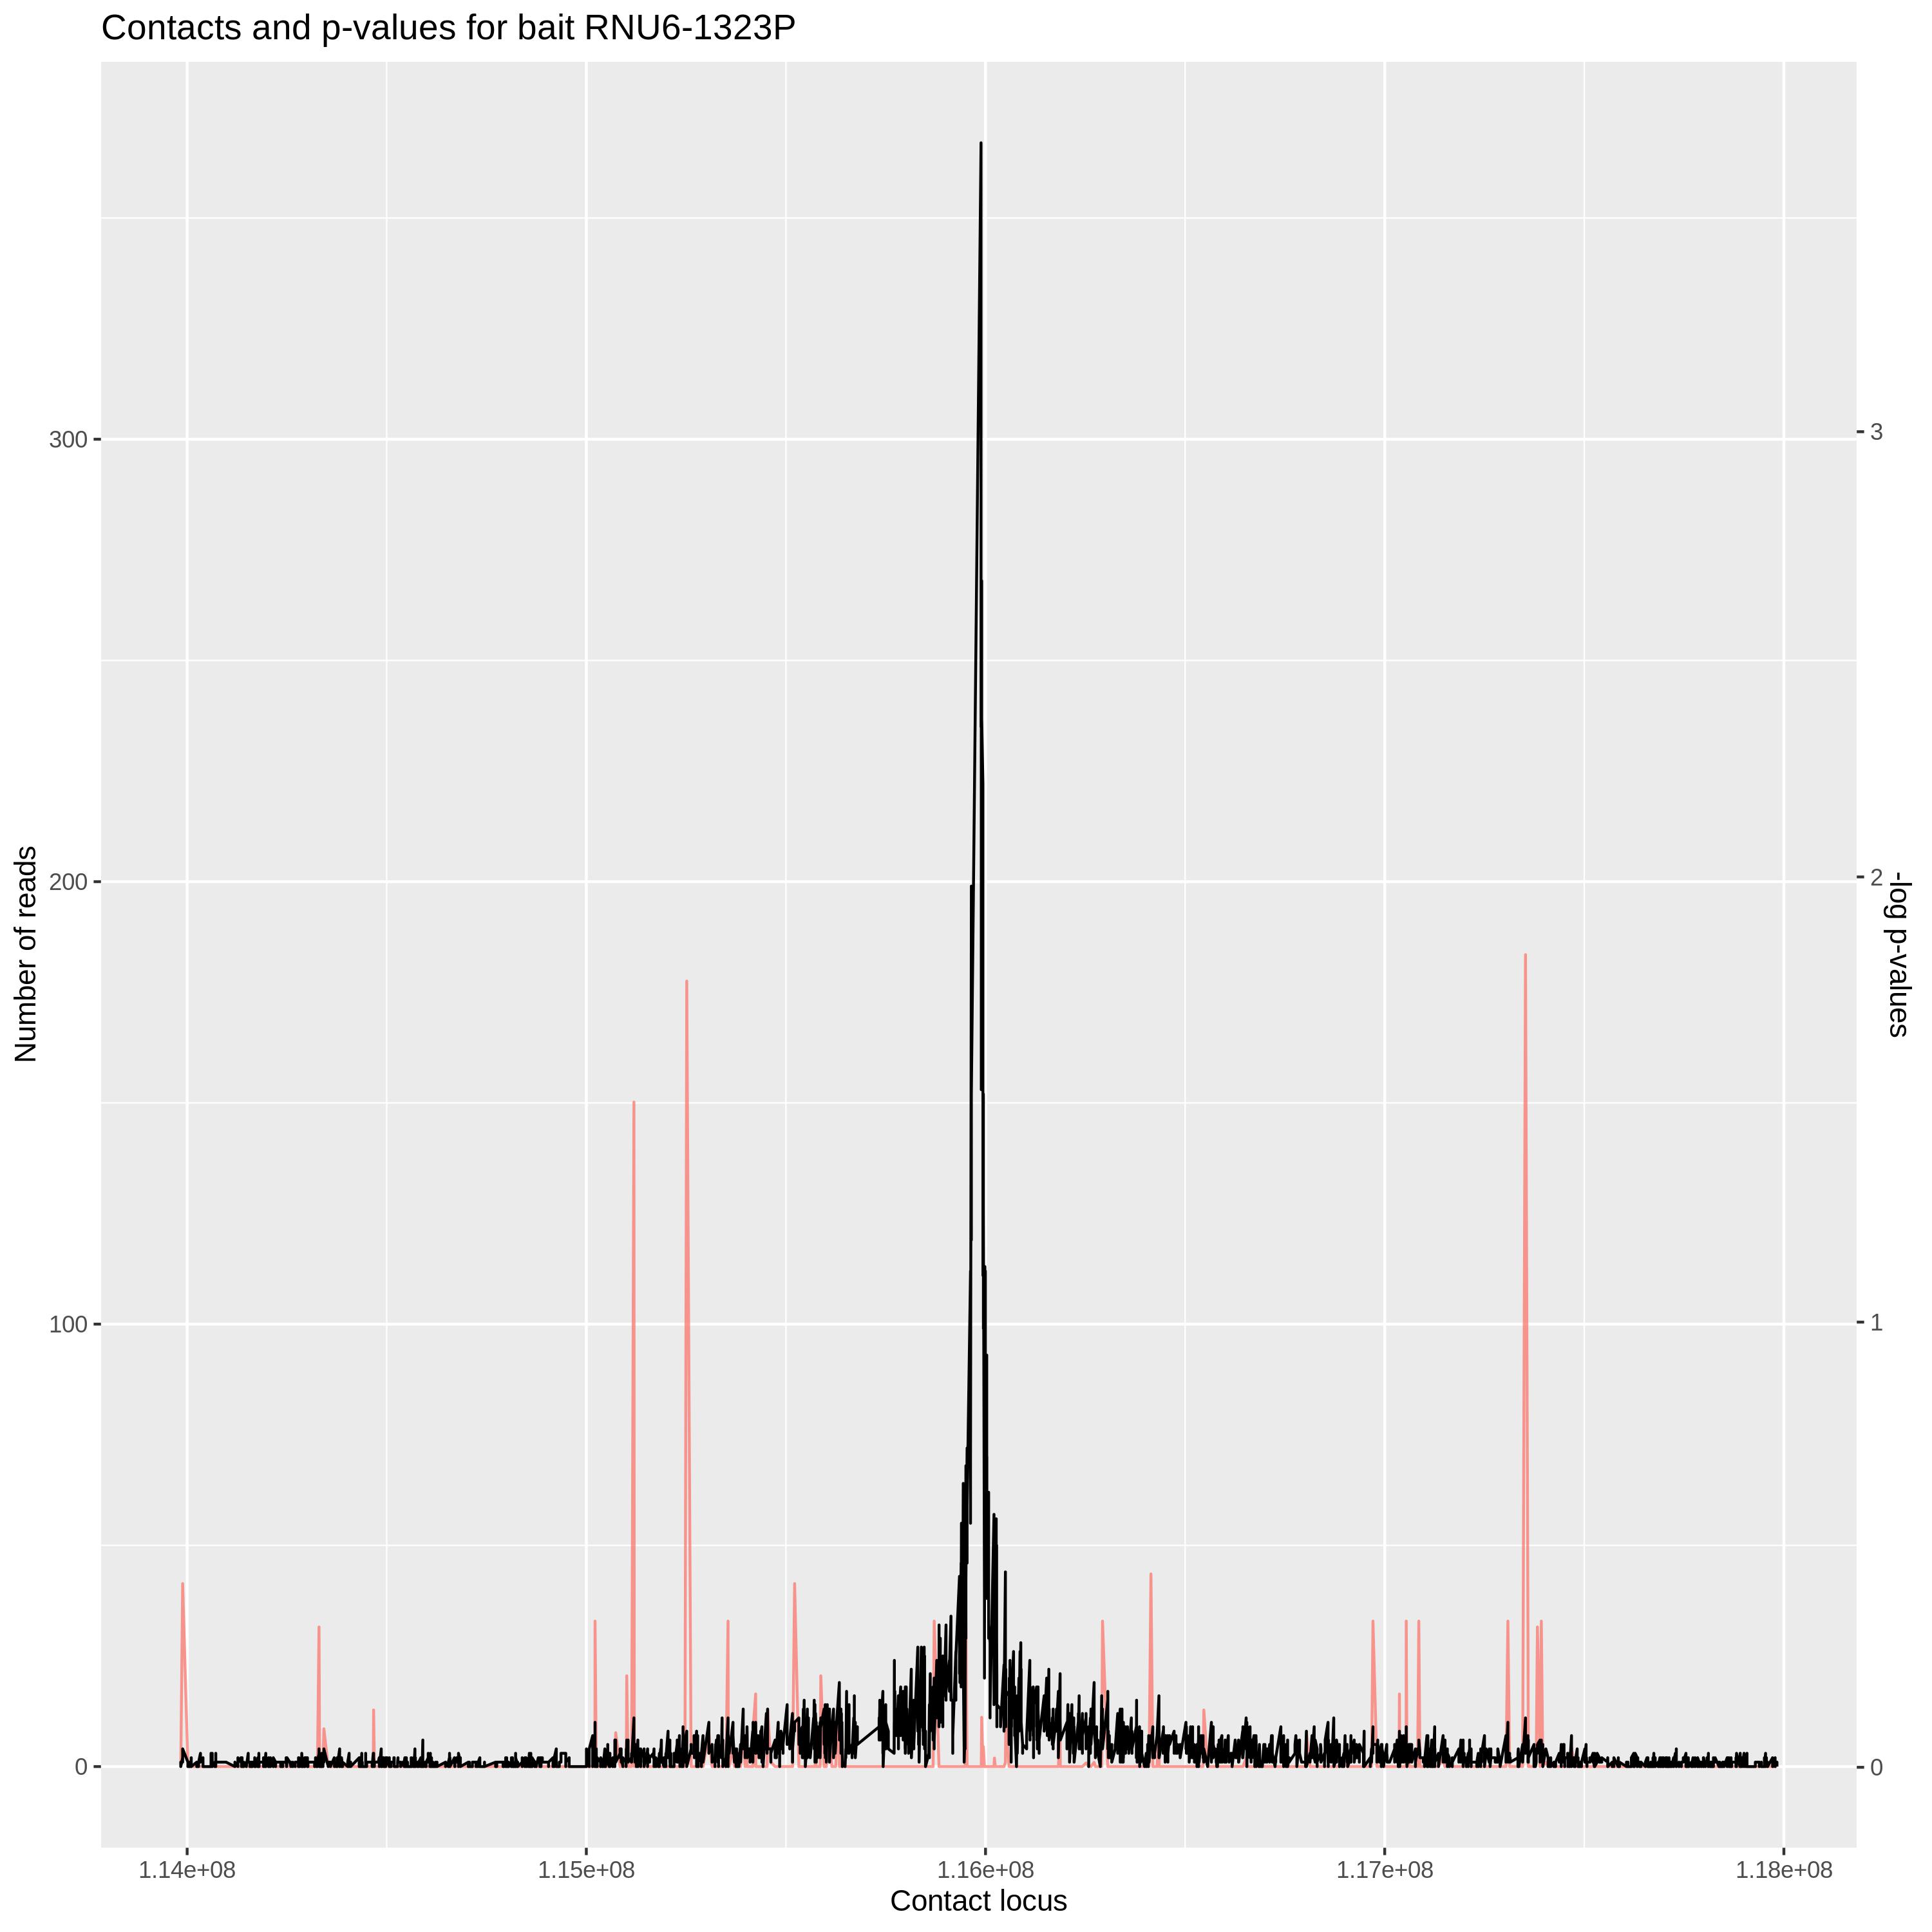 Contacts and p-values for bait RNU6-1323P
Number of reads
300
200
100
0
3
2
1
0
-log p-values
1.14e+08
1.15e+08
1.16e+08
1.17e+08
1.18e+08
Contact locus